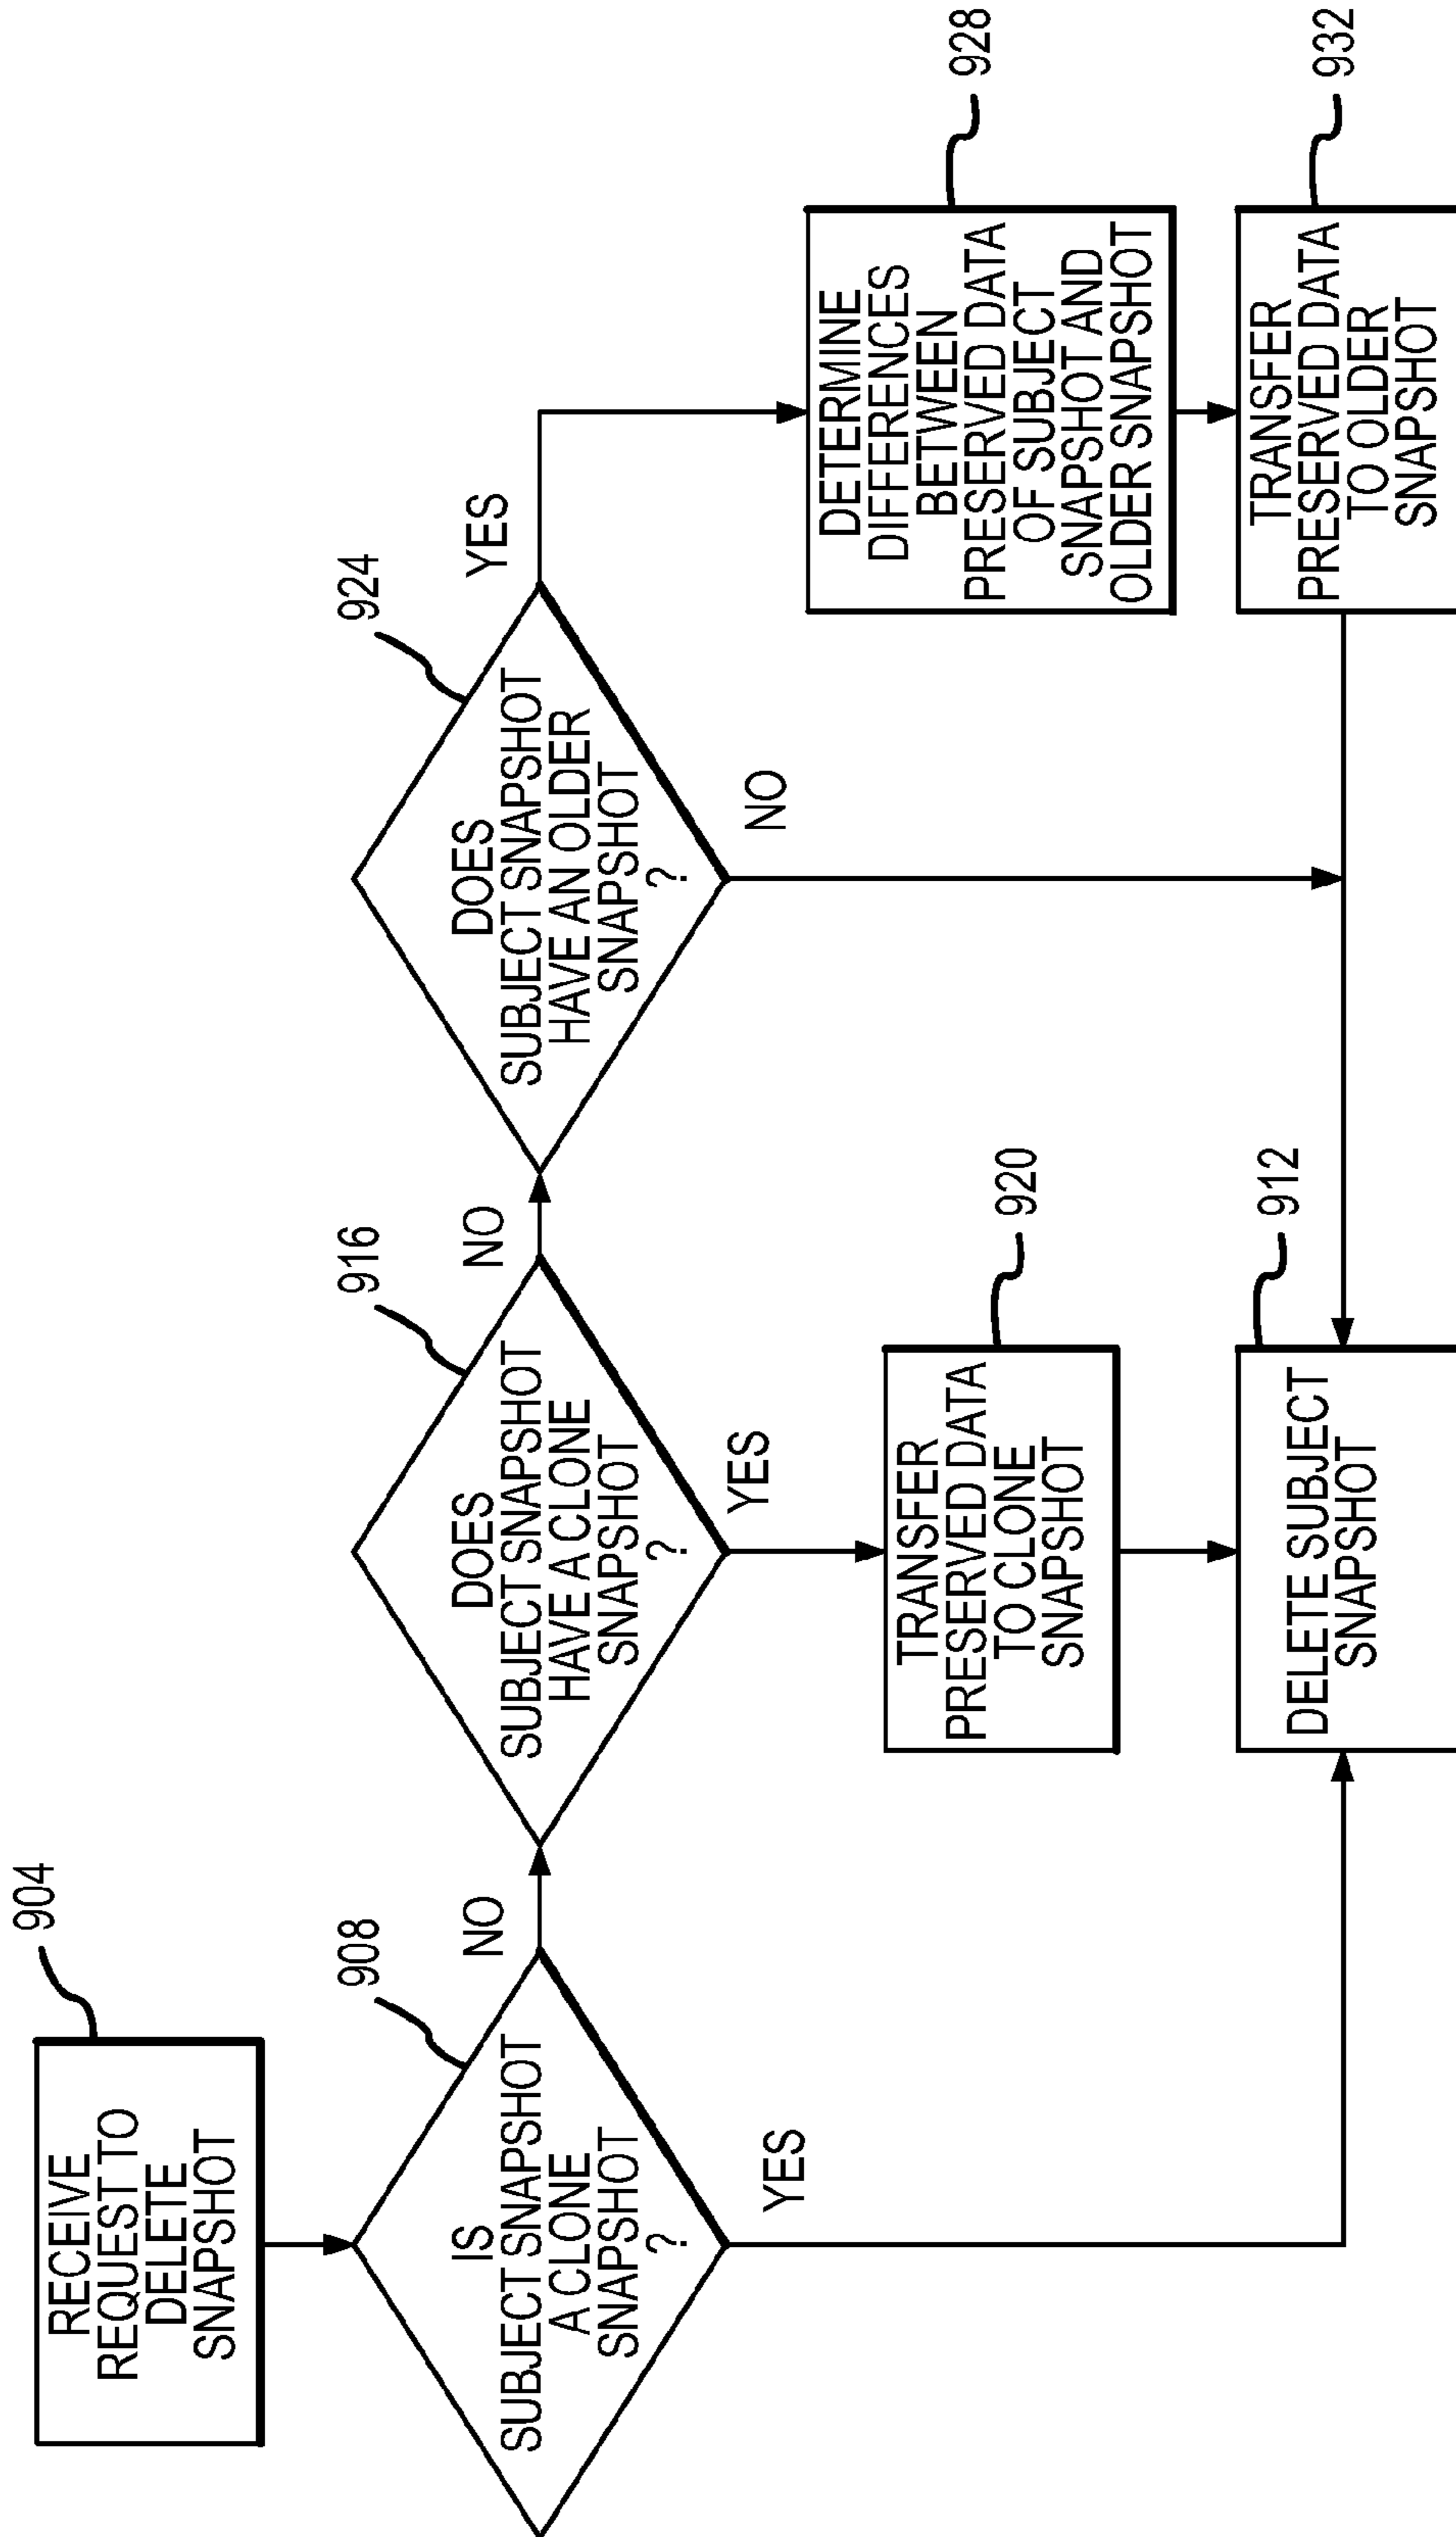 904
RECEIVE
REQUEST TO
DELETE
SNAPSHOT
908
IS
SUBJECT SNAPSHOT
A CLONE
SNAPSHOT
?
NO
YES
916
DOES
SUBJECT SNAPSHOT
HAVE A CLONE
SNAPSHOT
?
NO
YES
924
DOES
SUBJECT SNAPSHOT
HAVE AN OLDER
SNAPSHOT
?
YES
NO
920
TRANSFER
PRESERVED DATA
TO CLONE
SNAPSHOT
928
DETERMINE
DIFFERENCES
BETWEEN
PRESERVED DATA
OF SUBJECT
SNAPSHOT AND
OLDER SNAPSHOT
912
DELETE SUBJECT
SNAPSHOT
932
TRANSFER
PRESERVED DATA
TO OLDER
SNAPSHOT